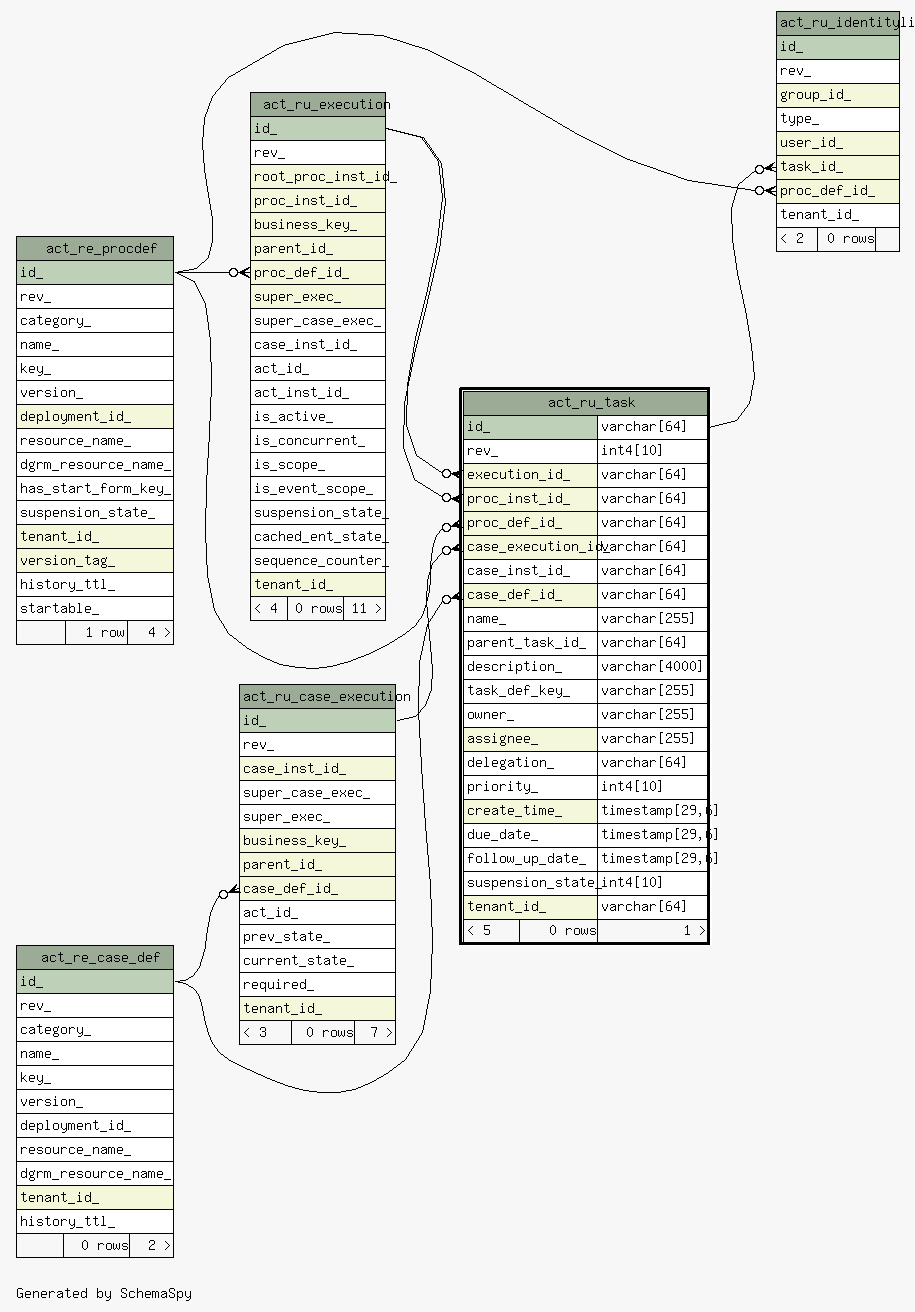 act_ru_identityli
id_
rev_
group_id_
type_
user_id_
task_id_
proc_def_id_
tenant_id_
< 2 0 rows
act_ru_execution
id_
rev_
root_proc_inst_id_
proc_inst_id_
business_key_
parent_id_
proc_def_id_
super_exec_
super_case_exec_
case_inst_id_
act_id_
act_inst_id_
is_active_
is_concurrent_
is_scope_
is_event_scope_
suspension_state_
cached_ent_state_
sequence_counter_
tenant_id_
< 4 0 rows 11 >
act_re_procdef
id_
rev_
category_
name_
key_
version_
deployment_id_
resource_name_
dgrm_resource_name_
has_start_form_key_
suspension_state_
tenant_id_
version_tag_
history_ttl_
startable_
1 row 4 >
act_ru_task
id_ varchar[64]
rev_ int4[10]
execution_id_ varchar[64]
proc_inst_id_ varchar[64]
proc_def_id_ varchar[64]
case_execution_id_ varchar[64]
case_inst_id_ varchar[64]
case_def_id_ varchar[64]
name_ varchar[255]
parent_task_id_ varchar[64]
description_ varchar[4000]
task_def_key_ varchar[255]
owner_ varchar[255]
assignee_ varchar[255]
delegation_ varchar[64]
priority_ int4[10]
create_time_ timestamp[29,6]
due_date_ timestamp[29,6]
follow_up_date_ timestamp[29,6]
suspension_state_ int4[10]
tenant_id_ varchar[64]
< 5 0 rows 1 >
act_ru_case_execution
id_
rev_
case_inst_id_
super_case_exec_
super_exec_
business_key_
parent_id_
case_def_id_
act_id_
prev_state_
current_state_
required_
tenant_id_
< 3 0 rows 7 >
act_re_case_def
id_
rev_
category_
name_
key_
version_
deployment_id_
resource_name_
dgrm_resource_name_
tenant_id_
history_ttl_
0 rows 2 >
Generated by SchemaSpy